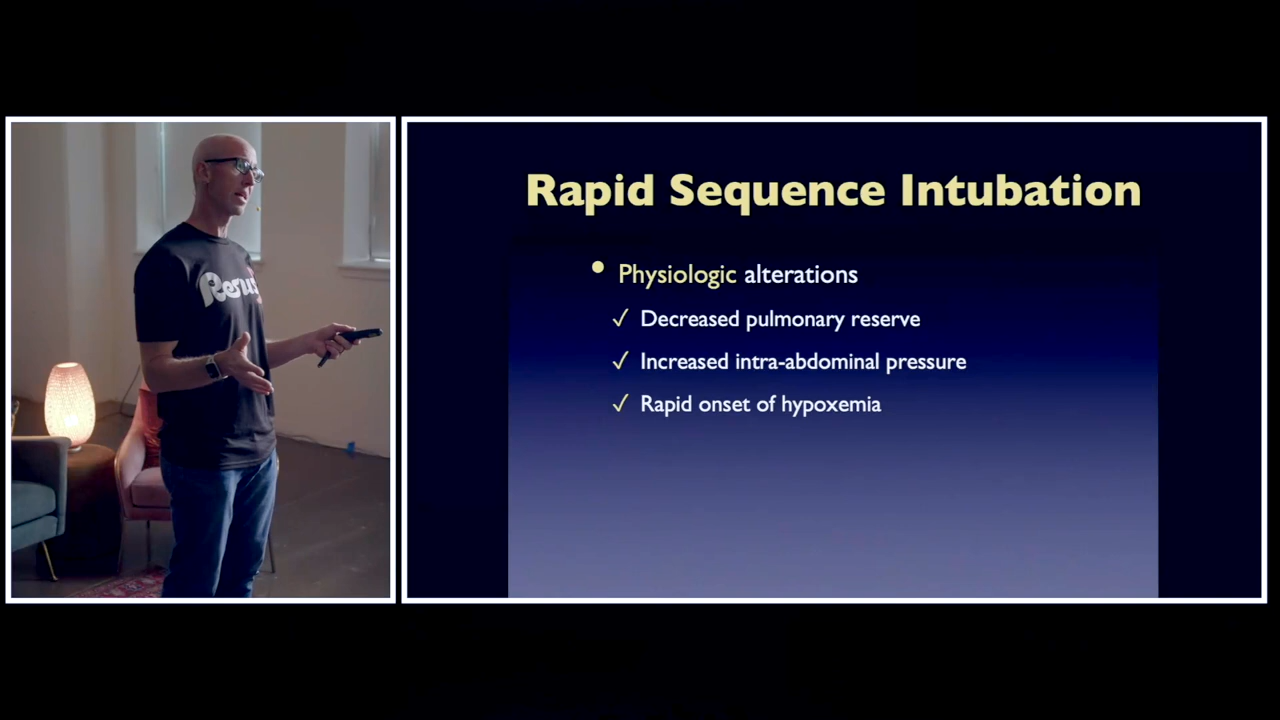 Rapid Sequence Intubation
Physiologic alterations
✓ Decreased pulmonary reserve
✓ Increased intra-abdominal pressure
✓ Rapid onset of hypoxemia